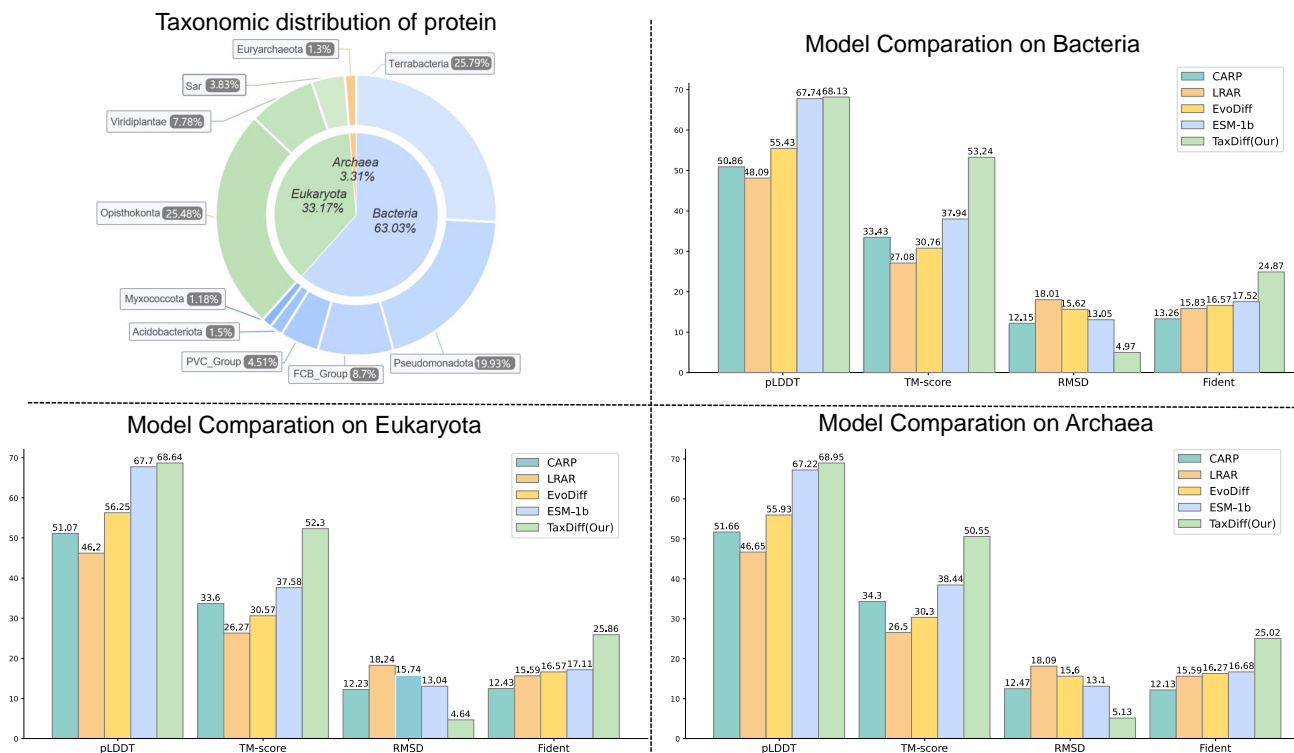 Taxonomic distribution of protein
Euryarchaeota 1.3%
Terrabacteria 25.79%
Sar 3.83%
Viridiplantae 7.78%
Archaea
3.31%
Eukaryota
33.17%
Bacteria
63.03%
Opisthokonta 25.48%
Myxococcota 1.18%
Acidobacteriota 1.5%
PVC_Group 4.51%
FCB_Group 8.7%
Pseudomonadota 19.93%
Model Comparation on Bacteria
CARP
LRAR
EvoDiff
ESM-1b
TaxDiff(Our)
70
60
50
40
30
20
10
0
50.86
48.09
55.43
67.74
68.13
33.43
27.08
30.76
37.94
53.24
12.15
18.01
15.62
13.05
4.97
13.26
15.83
16.57
17.52
24.87
pLDDT
TM-score
RMSD
Fident
Model Comparation on Eukaryota
CARP
LRAR
EvoDiff
ESM-1b
TaxDiff(Our)
70
60
50
40
30
20
10
0
51.07
46.2
56.25
67.7
68.64
33.6
26.27
30.57
37.58
52.3
12.23
18.24
15.74
13.04
4.64
12.43
15.59
16.57
17.11
25.86
pLDDT
TM-score
RMSD
Fident
Model Comparation on Archaea
CARP
LRAR
EvoDiff
ESM-1b
TaxDiff(Our)
70
60
50
40
30
20
10
0
51.66
46.65
55.93
67.22
68.95
34.3
26.5
30.3
38.44
50.55
12.47
18.09
15.6
13.1
5.13
12.13
15.59
16.27
16.68
25.02
pLDDT
TM-score
RMSD
Fident